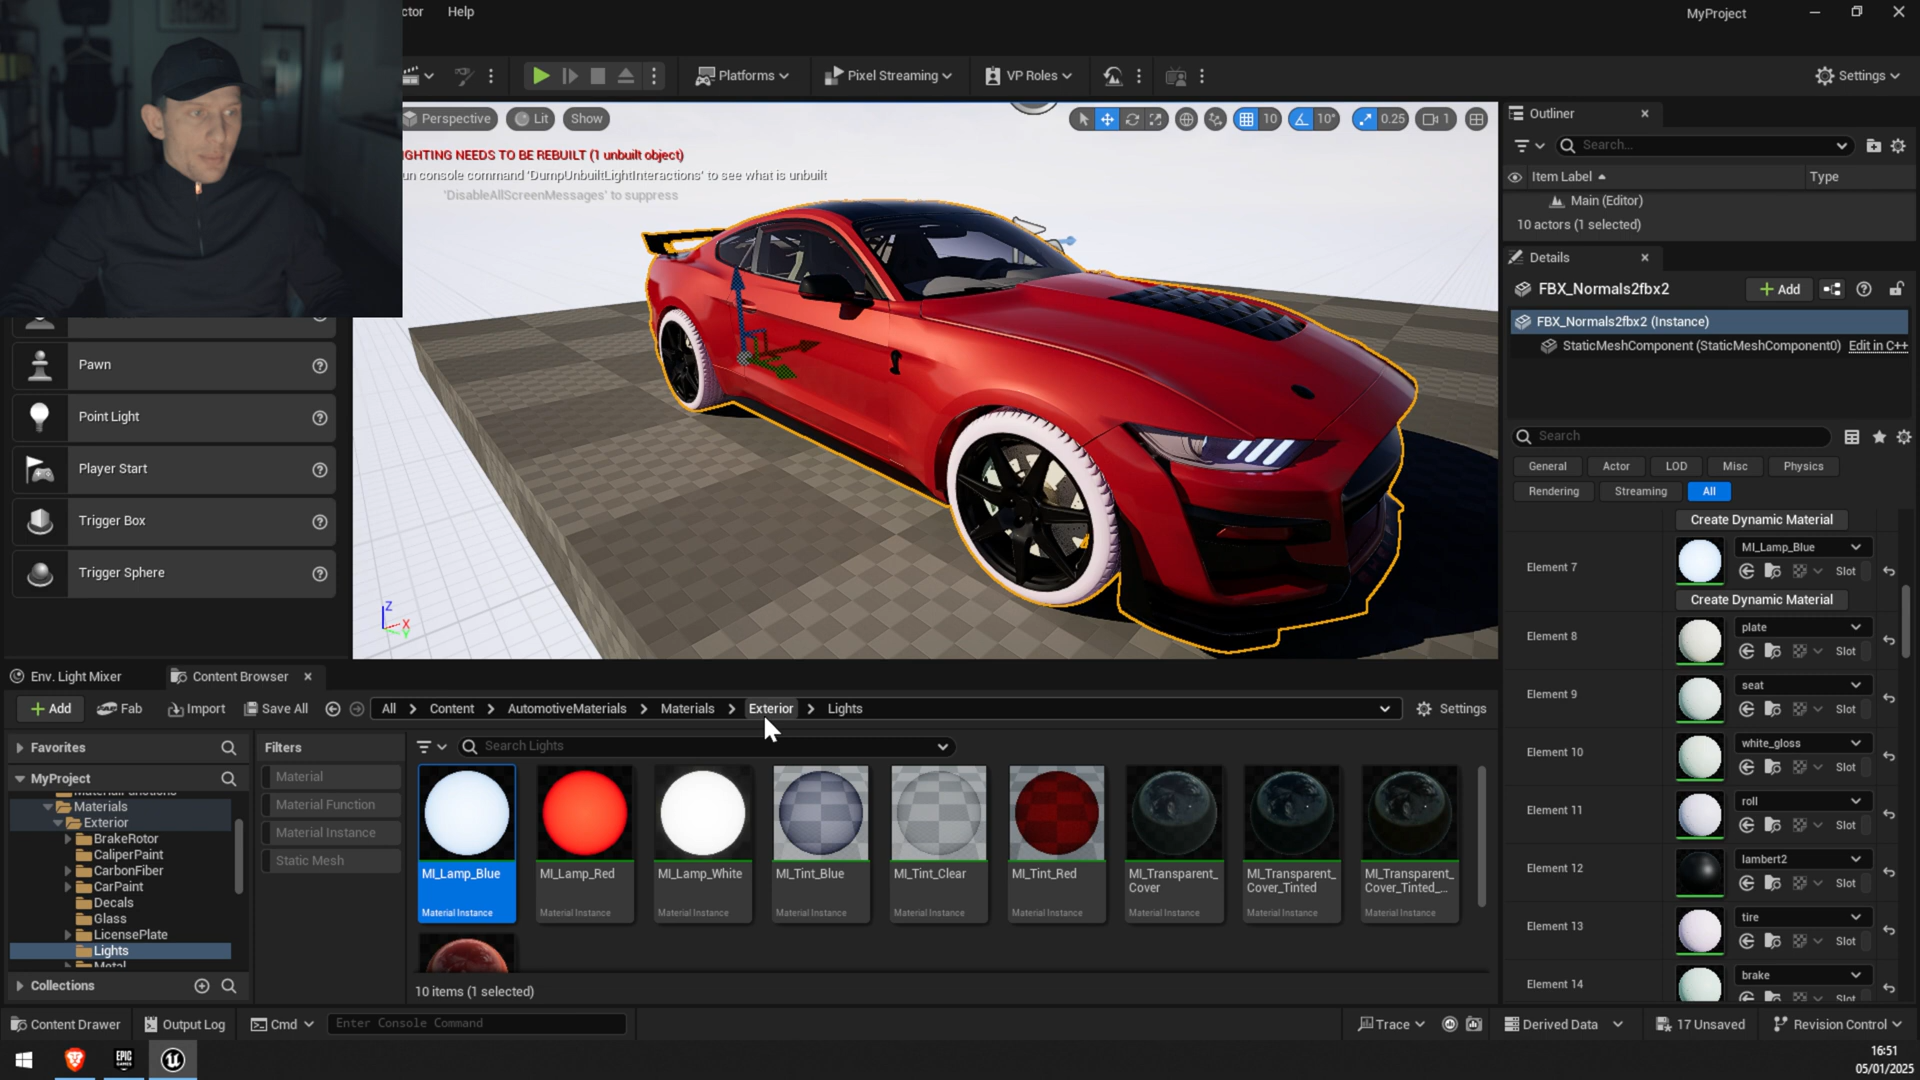 ctor
Help
MyProject
Platforms
Pixel Streaming
VP Roles
Settings
Perspective
Lit
Show
10
10°
0.25
1
IGHTING NEEDS TO BE REBUILT (1 unbuilt object)
un console command 'DumpUnbuiltLightInteractions' to see what is unbuilt
'DisableAllScreenMessages' to suppress
Z
X
Y
Pawn
Point Light
Player Start
Trigger Box
Trigger Sphere
Outliner
Search...
Item Label
Type
Main (Editor)
10 actors (1 selected)
Details
FBX_Normals2fbx2
Add
FBX_Normals2fbx2 (Instance)
StaticMeshComponent (StaticMeshComponent0)
Edit in C++
Search
General
Actor
LOD
Misc
Physics
Rendering
Streaming
All
Create Dynamic Material
Element 7
MI_Lamp_Blue
Slot
Create Dynamic Material
Element 8
plate
Slot
Element 9
seat
Slot
Element 10
white_gloss
Slot
Element 11
roll
Slot
Element 12
lambert2
Slot
Element 13
tire
Slot
Element 14
brake
Slot
Env. Light Mixer
Content Browser
Add
Fab
Import
Save All
All
Content
AutomotiveMaterials
Materials
Exterior
Lights
Settings
Favorites
MyProject
MaterialFunctions
Materials
Exterior
BrakeRotor
CaliperPaint
CarbonFiber
CarPaint
Decals
Glass
LicensePlate
Lights
Metal
Collections
Filters
Material
Material Function
Material Instance
Static Mesh
Search Lights
MI_Lamp_Blue
Material Instance
MI_Lamp_Red
Material Instance
MI_Lamp_White
Material Instance
MI_Tint_Blue
Material Instance
MI_Tint_Clear
Material Instance
MI_Tint_Red
Material Instance
MI_Transparent_
Cover
Material Instance
MI_Transparent_
Cover_Tinted
Material Instance
MI_Transparent_
Cover_Tinted_...
Material Instance
10 items (1 selected)
Content Drawer
Output Log
Cmd
Enter Console Command
Trace
Derived Data
17 Unsaved
Revision Control
EPIC
GAMES
16:51
05/01/2025